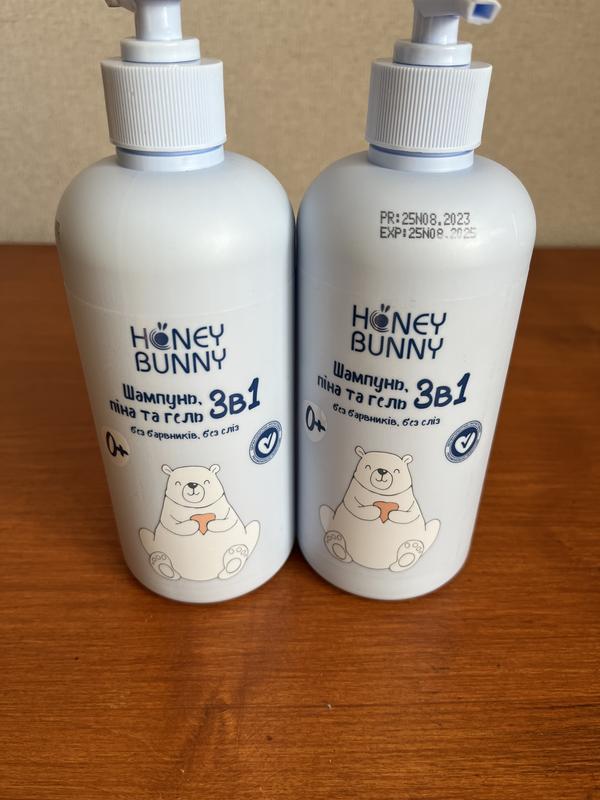 HONEY
BUNNY
Шампунь,
піна та гель 3в1
без барвників, без сліз
0+
PR:25N08.2023
EXP:25N08.2025
HONEY
BUNNY
Шампунь,
піна та гель 3в1
без барвників, без сліз
0+